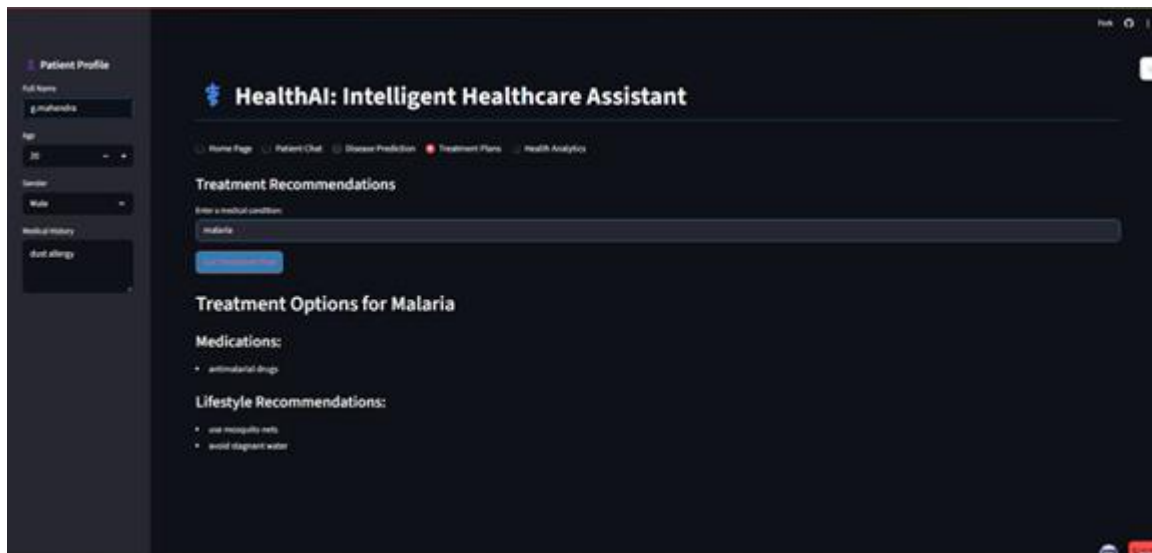 Fork
Patient Profile
Full Name
g.mahendra
Age
20
Gender
Male
Medical History
dust allergy
HealthAI: Intelligent Healthcare Assistant
Home Page Patient Chat Disease Prediction Treatment Plans Health Analytics
Treatment Recommendations
Enter a medical condition:
malaria
Treatment Options for Malaria
Medications:
• antimalarial drugs
Lifestyle Recommendations:
• use mosquito nets
• avoid stagnant water